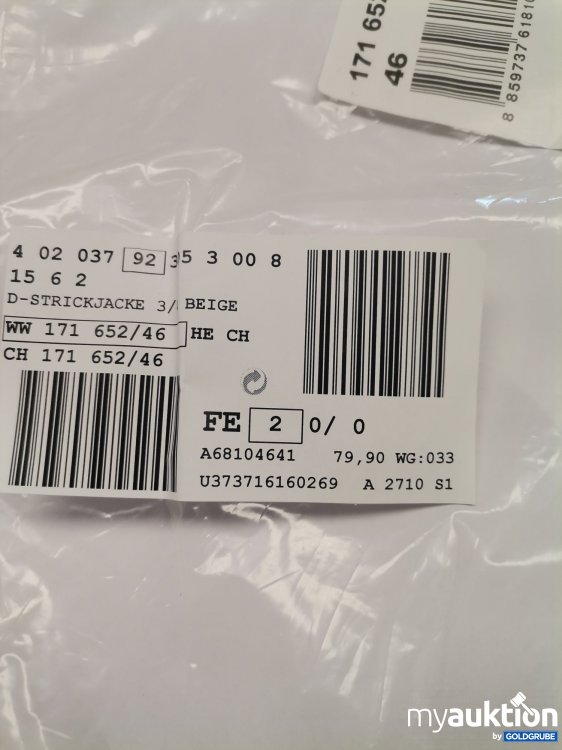 171 652
46
8 859737 61810
4 02 037 92 35 3 00 8
15 6 2
D-STRICKJACKE 3/ BEIGE
WW 171 652/46 HE CH
CH 171 652/46
FE 2 0/ 0
A68104641 79,90 WG:033
U373716160269 A 2710 S1
myauktion
by GOLDGRUBE